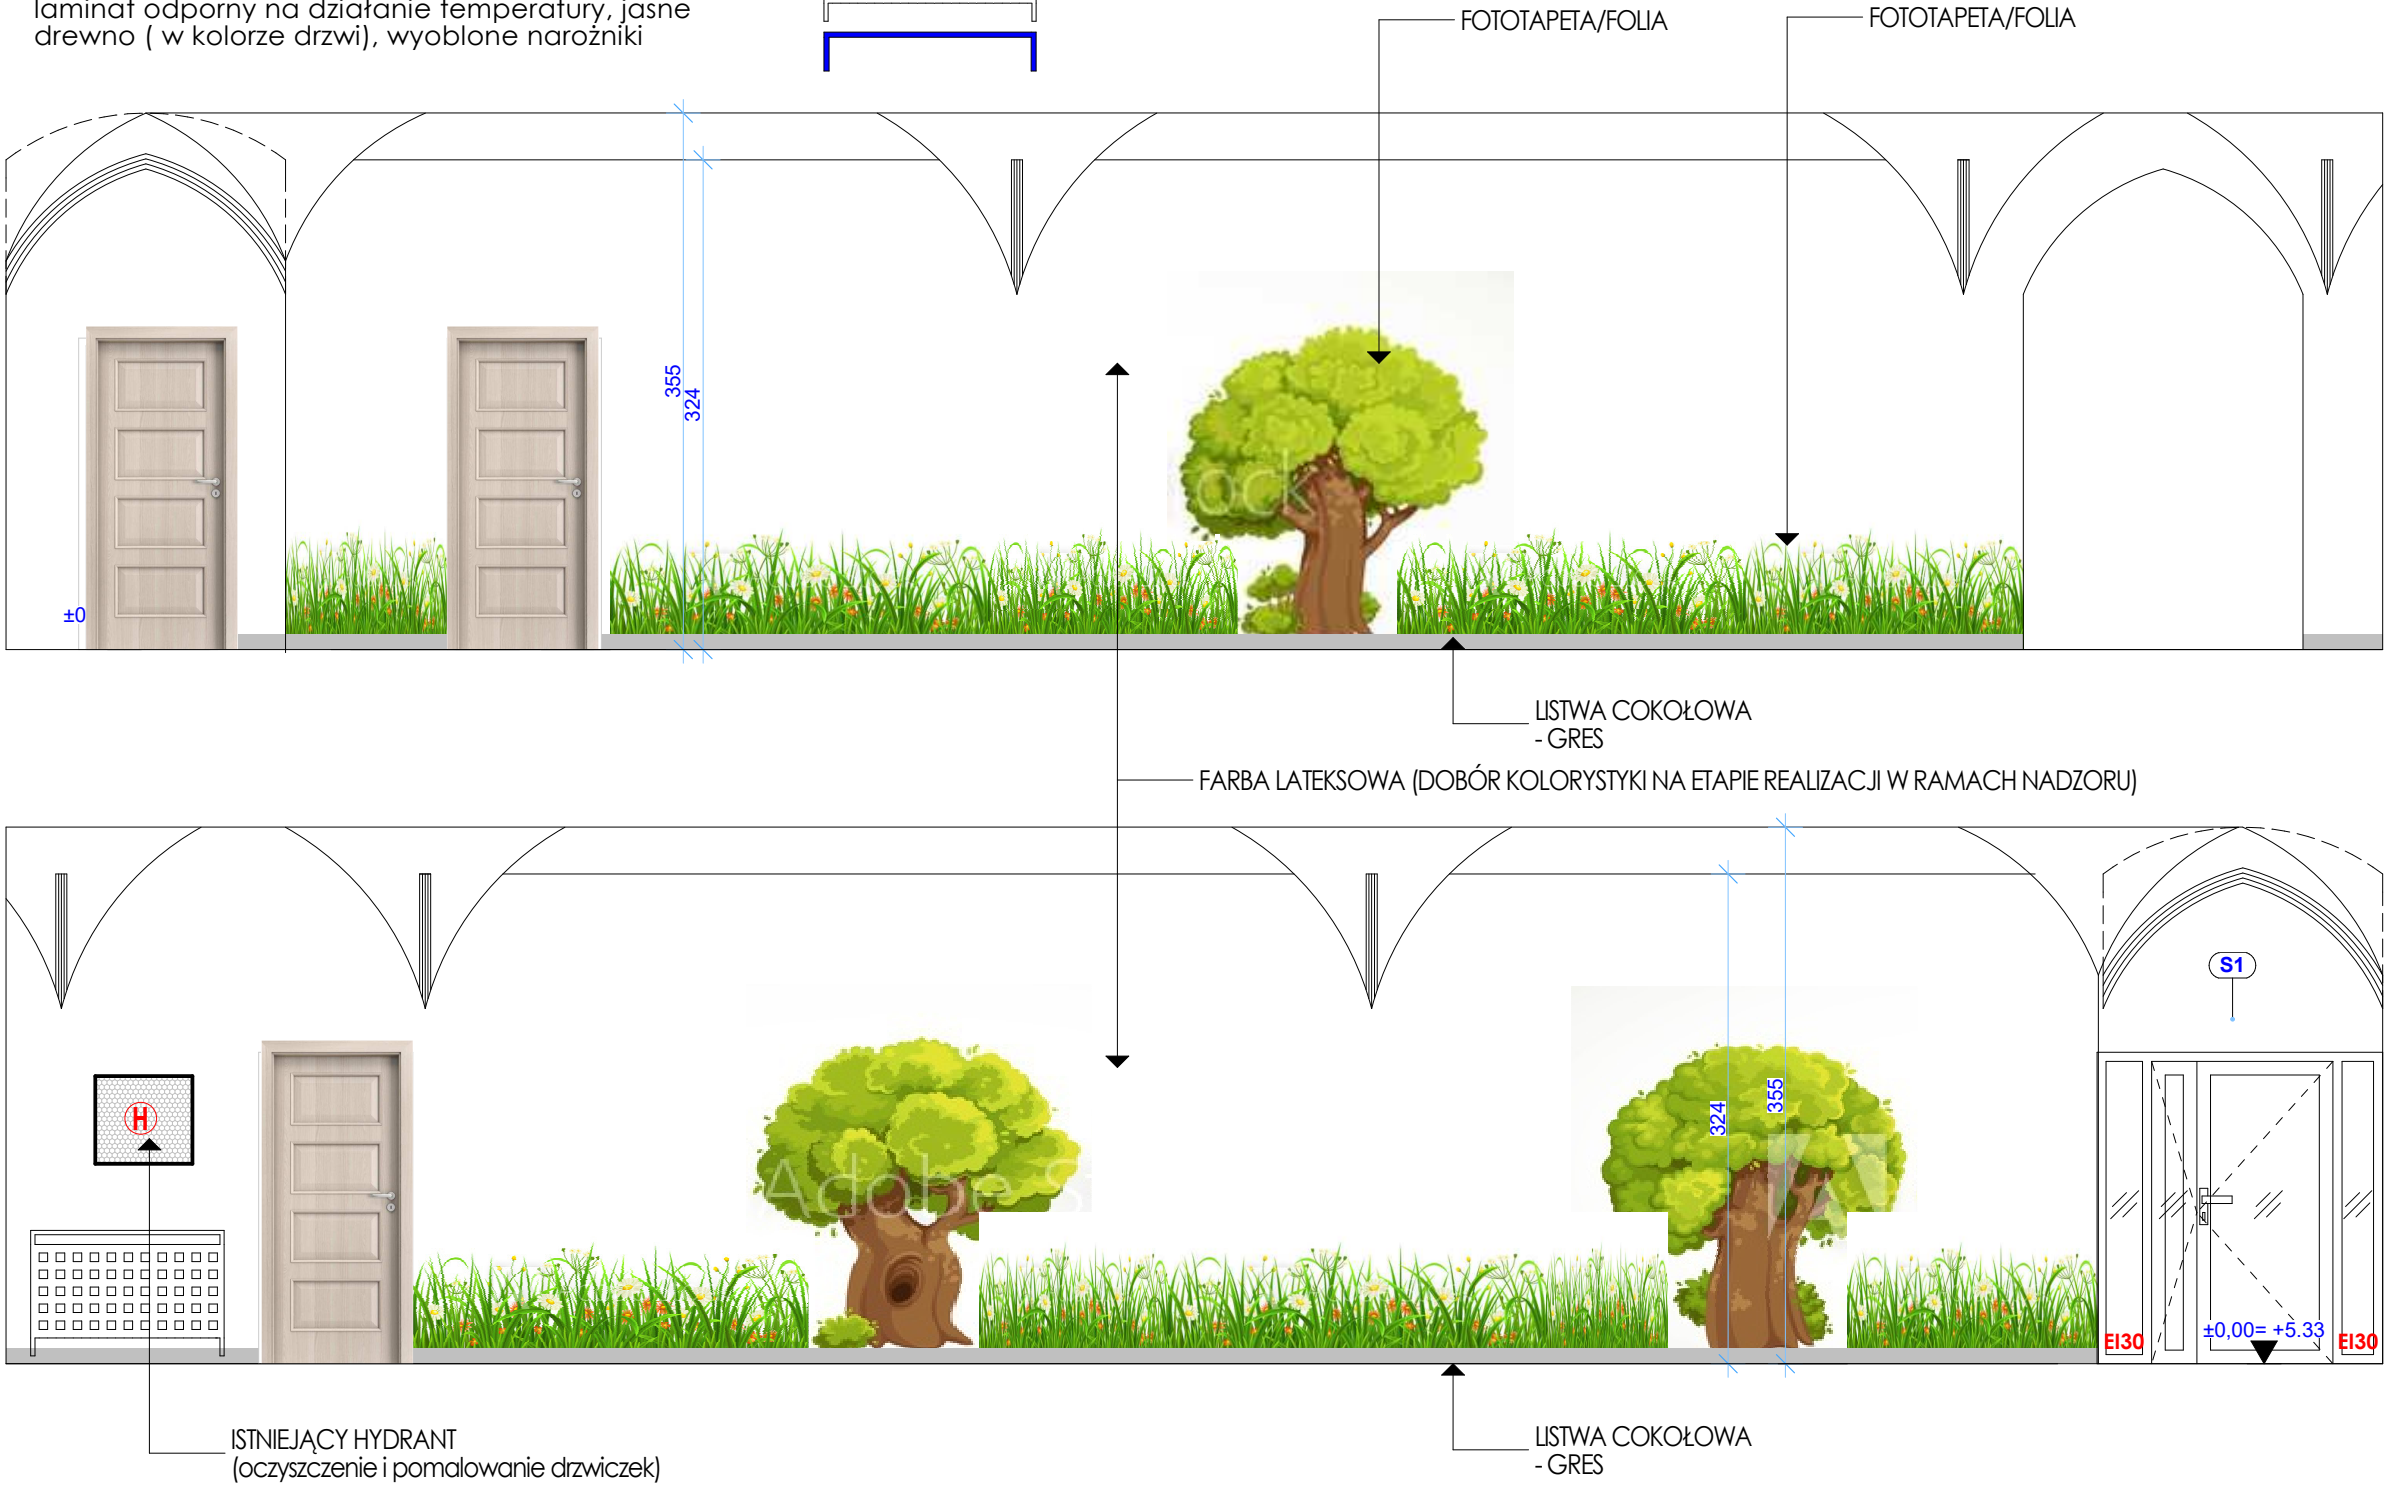 laminat odporny na działanie temperatury, jasne
drewno ( w kolorze drzwi), wyoblone narożniki
FOTOTAPETA/FOLIA
FOTOTAPETA/FOLIA
355
324
ock
±0
LISTWA COKOŁOWA
- GRES
FARBA LATEKSOWA (DOBÓR KOLORYSTYKI NA ETAPIE REALIZACJI W RAMACH NADZORU)
S1
H
324
355
Adobe S
EI30
±0,00= +5.33
EI30
ISTNIEJĄCY HYDRANT
(oczyszczenie i pomalowanie drzwiczek)
LISTWA COKOŁOWA
- GRES